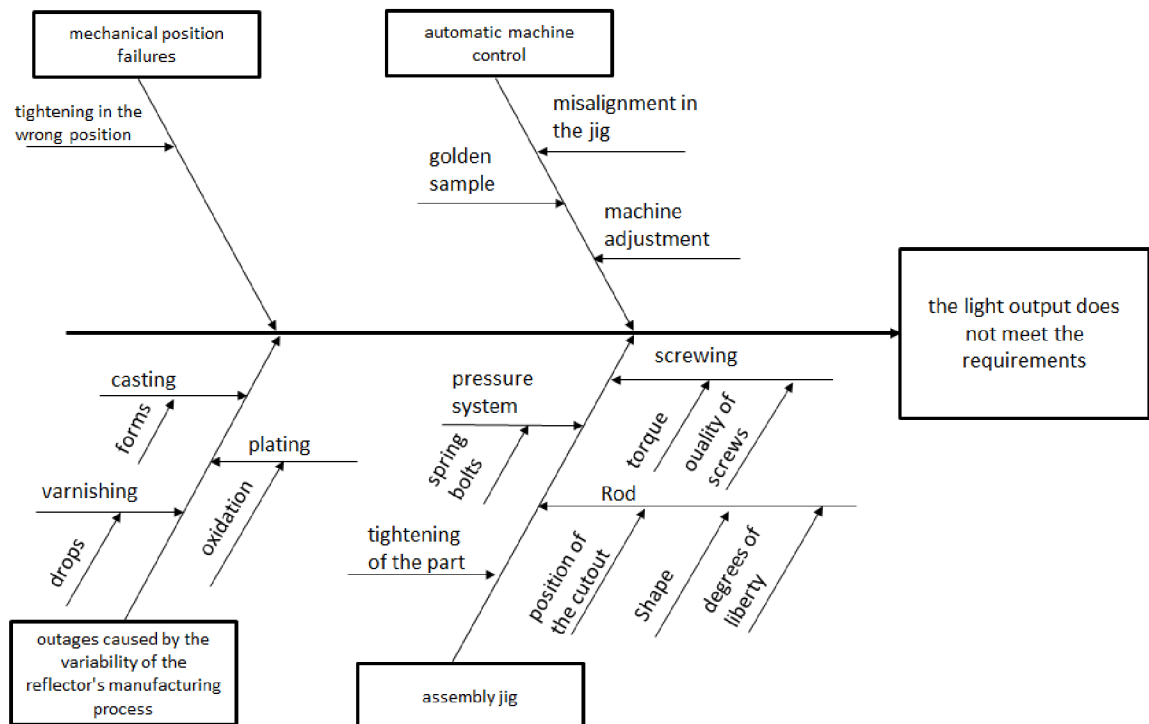 mechanical position
failures
automatic machine
control
tightening in the
wrong position
misalignment in
the jig
golden
sample
machine
adjustment
the light output does
not meet the
requirements
casting
forms
plating
oxidation
varnishing
drops
pressure
system
spring
bolts
screwing
torque
ouality of
screws
Rod
position of
the cutout
Shape
degrees of
liberty
tightening
of the part
outages caused by the
variability of the
reflector's manufacturing
process
assembly jig